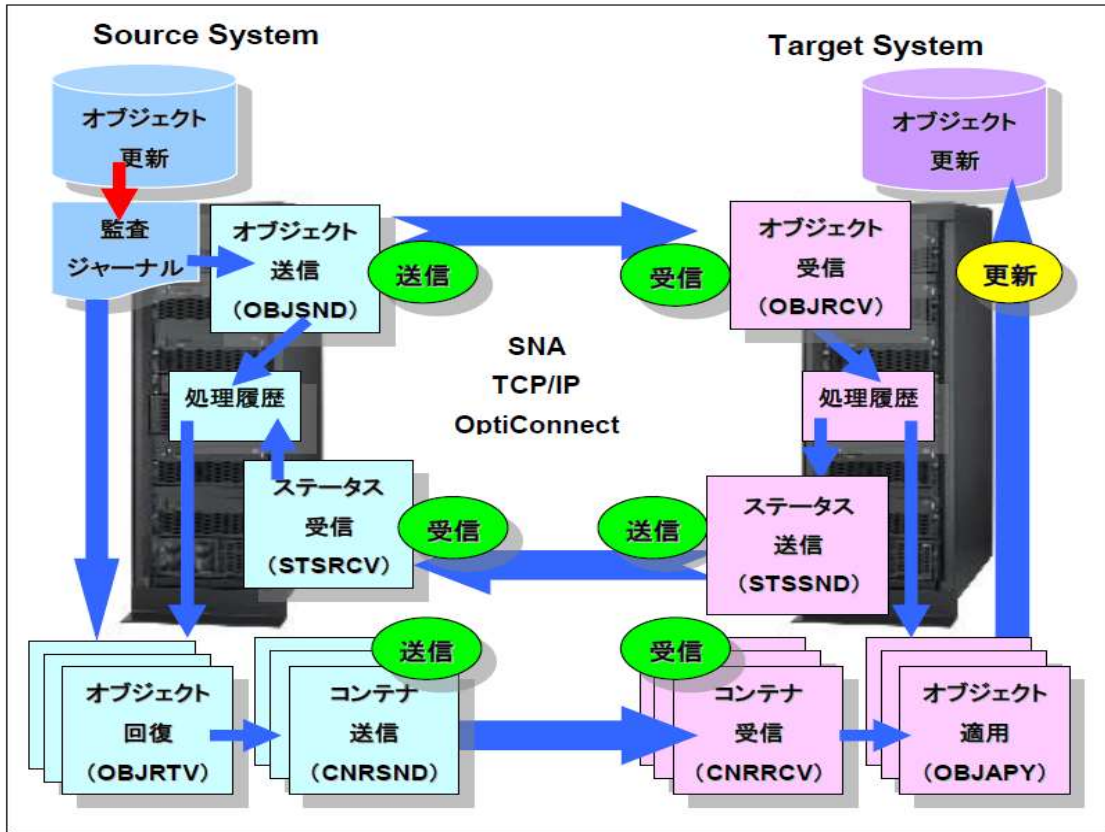 Source System
Target System
オブジェクト
更新
オブジェクト
更新
監査
ジャーナル
オブジェクト
送信
(OBJSND)
送信
受信
オブジェクト
受信
(OBJRCV)
更新
SNA
TCP/IP
OptiConnect
処理履歴
処理履歴
ステータス
受信
(STSRCV)
受信
送信
ステータス
送信
(STSSND)
オブジェクト
回復
(OBJRTV)
コンテナ
送信
(CNRSND)
送信
受信
コンテナ
受信
(CNRRCV)
オブジェクト
適用
(OBJAPY)